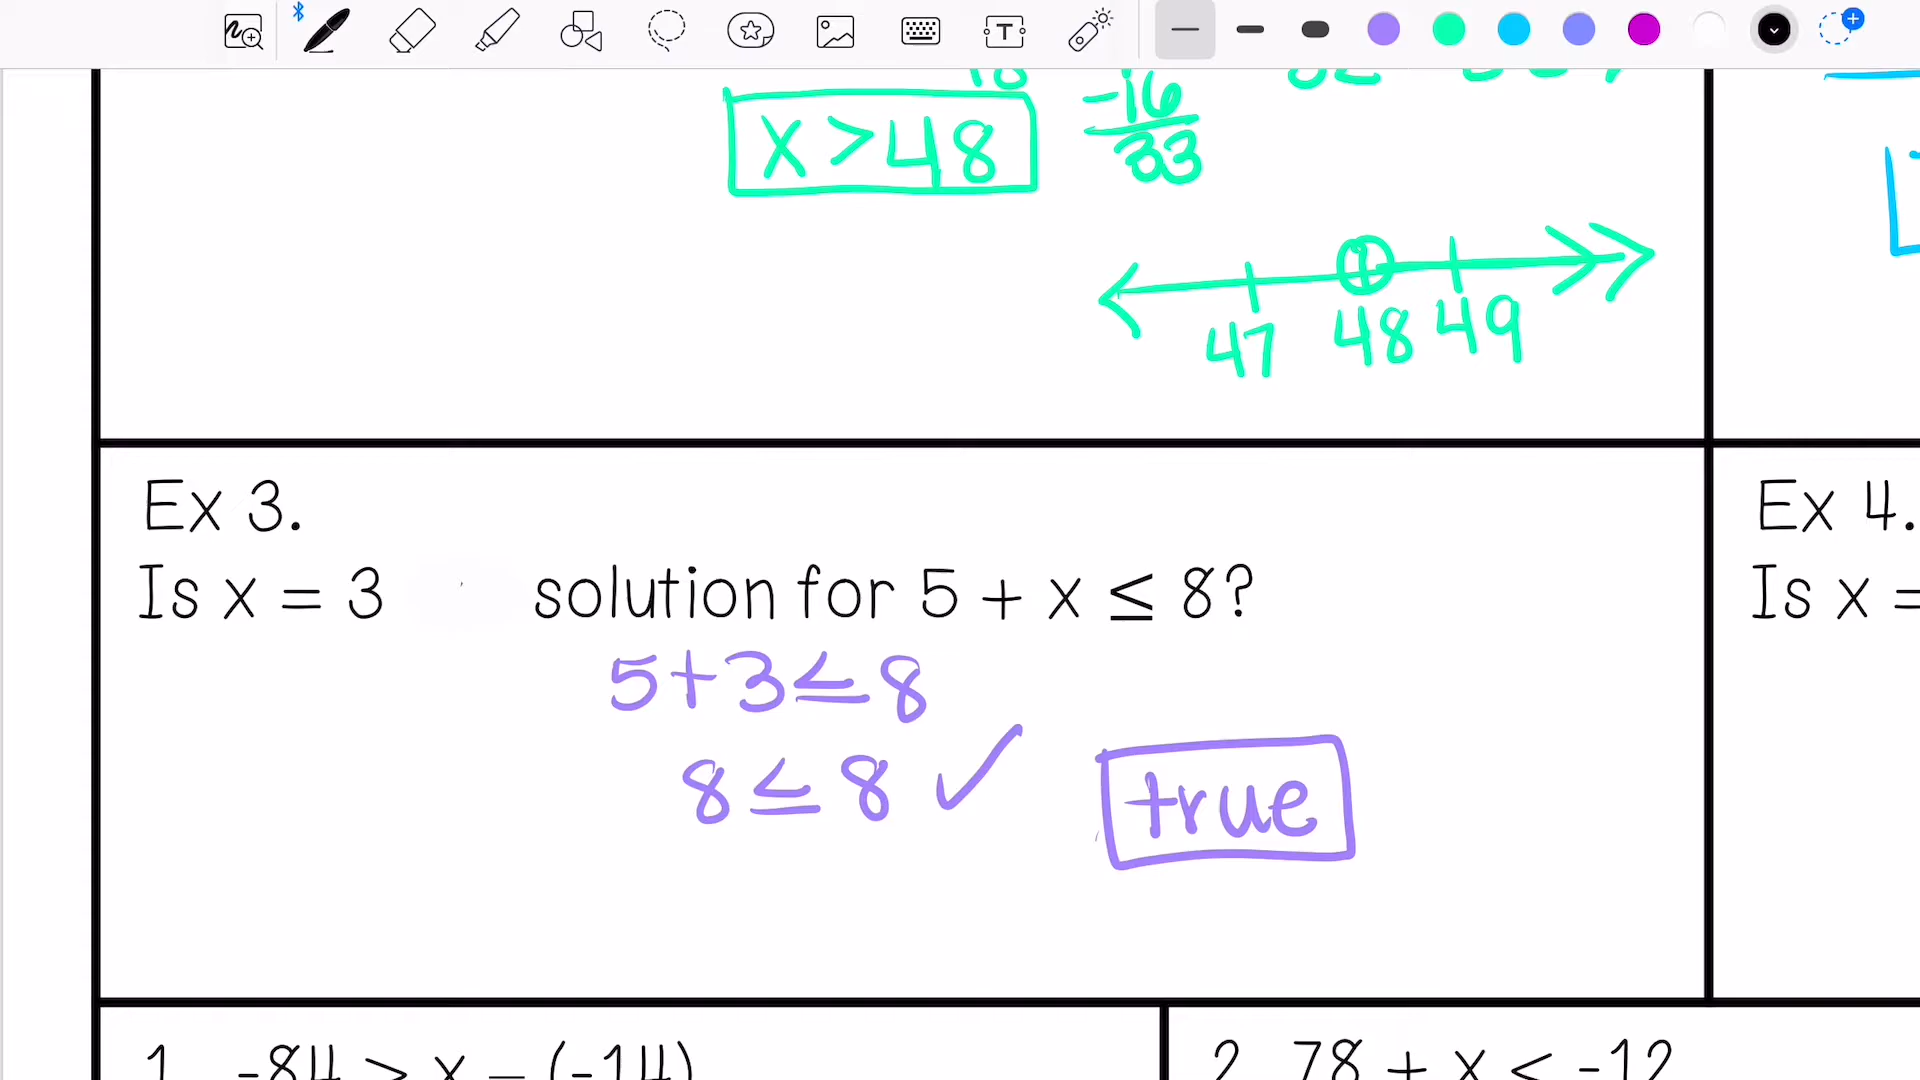 -16
x > 48
33
47 48 49
Ex 3.
Is x = 3 solution for 5 + x ≤ 8?
5+3≤8
8 ≤ 8 ✓
true
Ex 4.
Is x =
1. -84 > x - (-14)
2. 78 + x < -12